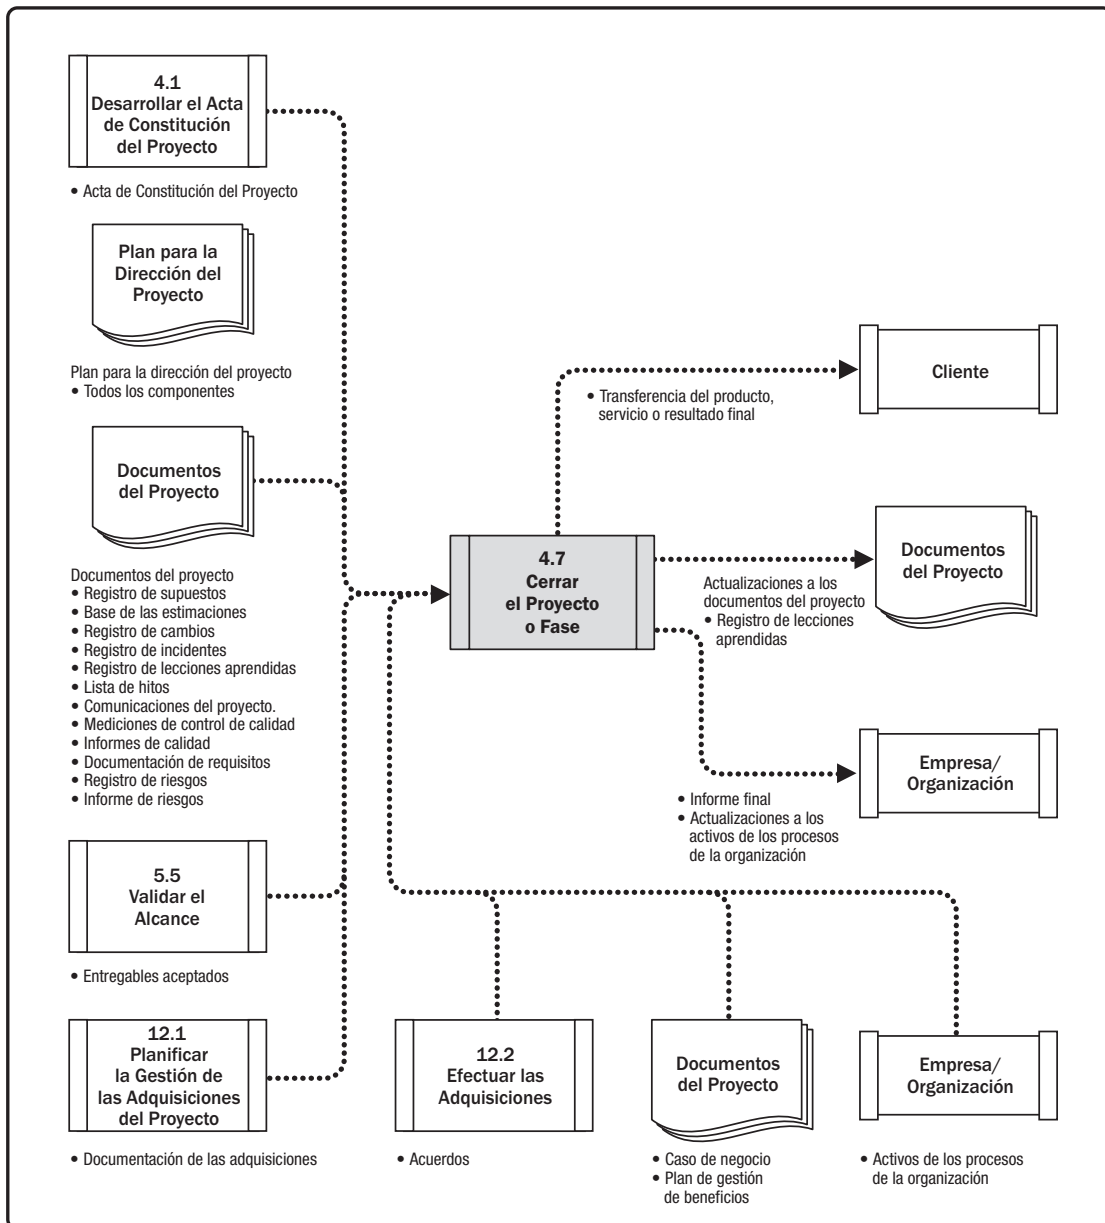 4.1
Desarrollar el Acta
de Constitución
del Proyecto
• Acta de Constitución del Proyecto
Plan para la
Dirección del
Proyecto
Plan para la dirección del proyecto
• Todos los componentes
Documentos
del Proyecto
Documentos del proyecto
• Registro de supuestos
• Base de las estimaciones
• Registro de cambios
• Registro de incidentes
• Registro de lecciones aprendidas
• Lista de hitos
• Comunicaciones del proyecto.
• Mediciones de control de calidad
• Informes de calidad
• Documentación de requisitos
• Registro de riesgos
• Informe de riesgos
5.5
Validar el
Alcance
• Entregables aceptados
12.1
Planificar
la Gestión de
las Adquisiciones
del Proyecto
• Documentación de las adquisiciones
4.7
Cerrar
el Proyecto
o Fase
• Transferencia del producto,
servicio o resultado final
Cliente
Actualizaciones a los
documentos del proyecto
• Registro de lecciones
aprendidas
Documentos
del Proyecto
• Informe final
• Actualizaciones a los
activos de los procesos
de la organización
Empresa/
Organización
12.2
Efectuar las
Adquisiciones
• Acuerdos
Documentos
del Proyecto
• Caso de negocio
• Plan de gestión
de beneficios
Empresa/
Organización
• Activos de los procesos
de la organización